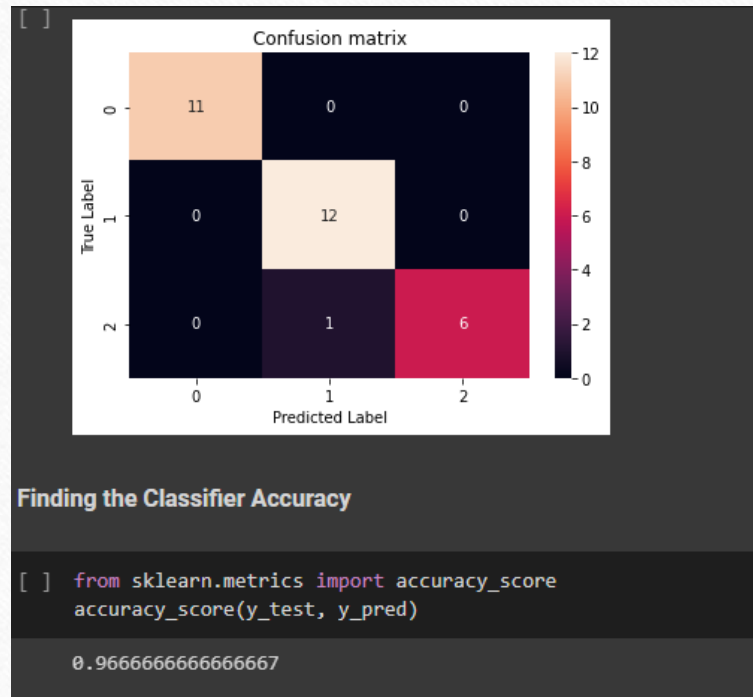 [ ]
Confusion matrix
0
11 0 0
1
0 12 0
2
0 1 6
0 1 2
True Label
Predicted Label
12
10
8
6
4
2
0
Finding the Classifier Accuracy
[ ] from sklearn.metrics import accuracy_score
accuracy_score(y_test, y_pred)
0.9666666666666667